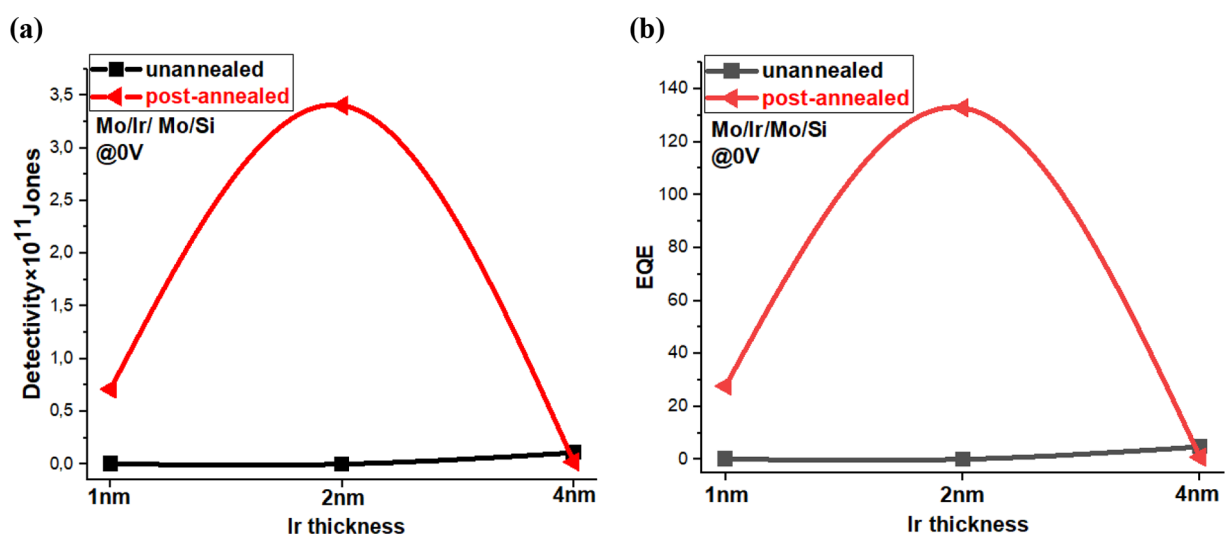 (a)
unannealed
post-annealed
Mo/Ir/ Mo/Si
@0V
3,5
3,0
2,5
2,0
1,5
1,0
0,5
0,0
Detectivity×10¹¹Jones
1nm
2nm
4nm
Ir thickness
(b)
unannealed
post-annealed
Mo/Ir/Mo/Si
@0V
140
120
100
80
60
40
20
0
EQE
1nm
2nm
4nm
Ir thickness